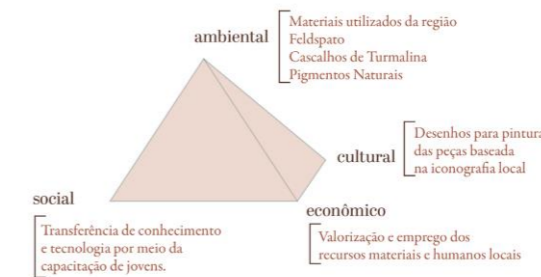 ambiental
Materiais utilizados da região
Feldspato
Cascalhos de Turmalina
Pigmentos Naturais
cultural
Desenhos para pintura
das peças baseada
na iconografia local
social
Transferência de conhecimento
e tecnologia por meio da
capacitação de jovens.
econômico
Valorização e emprego dos
recursos materiais e humanos locais